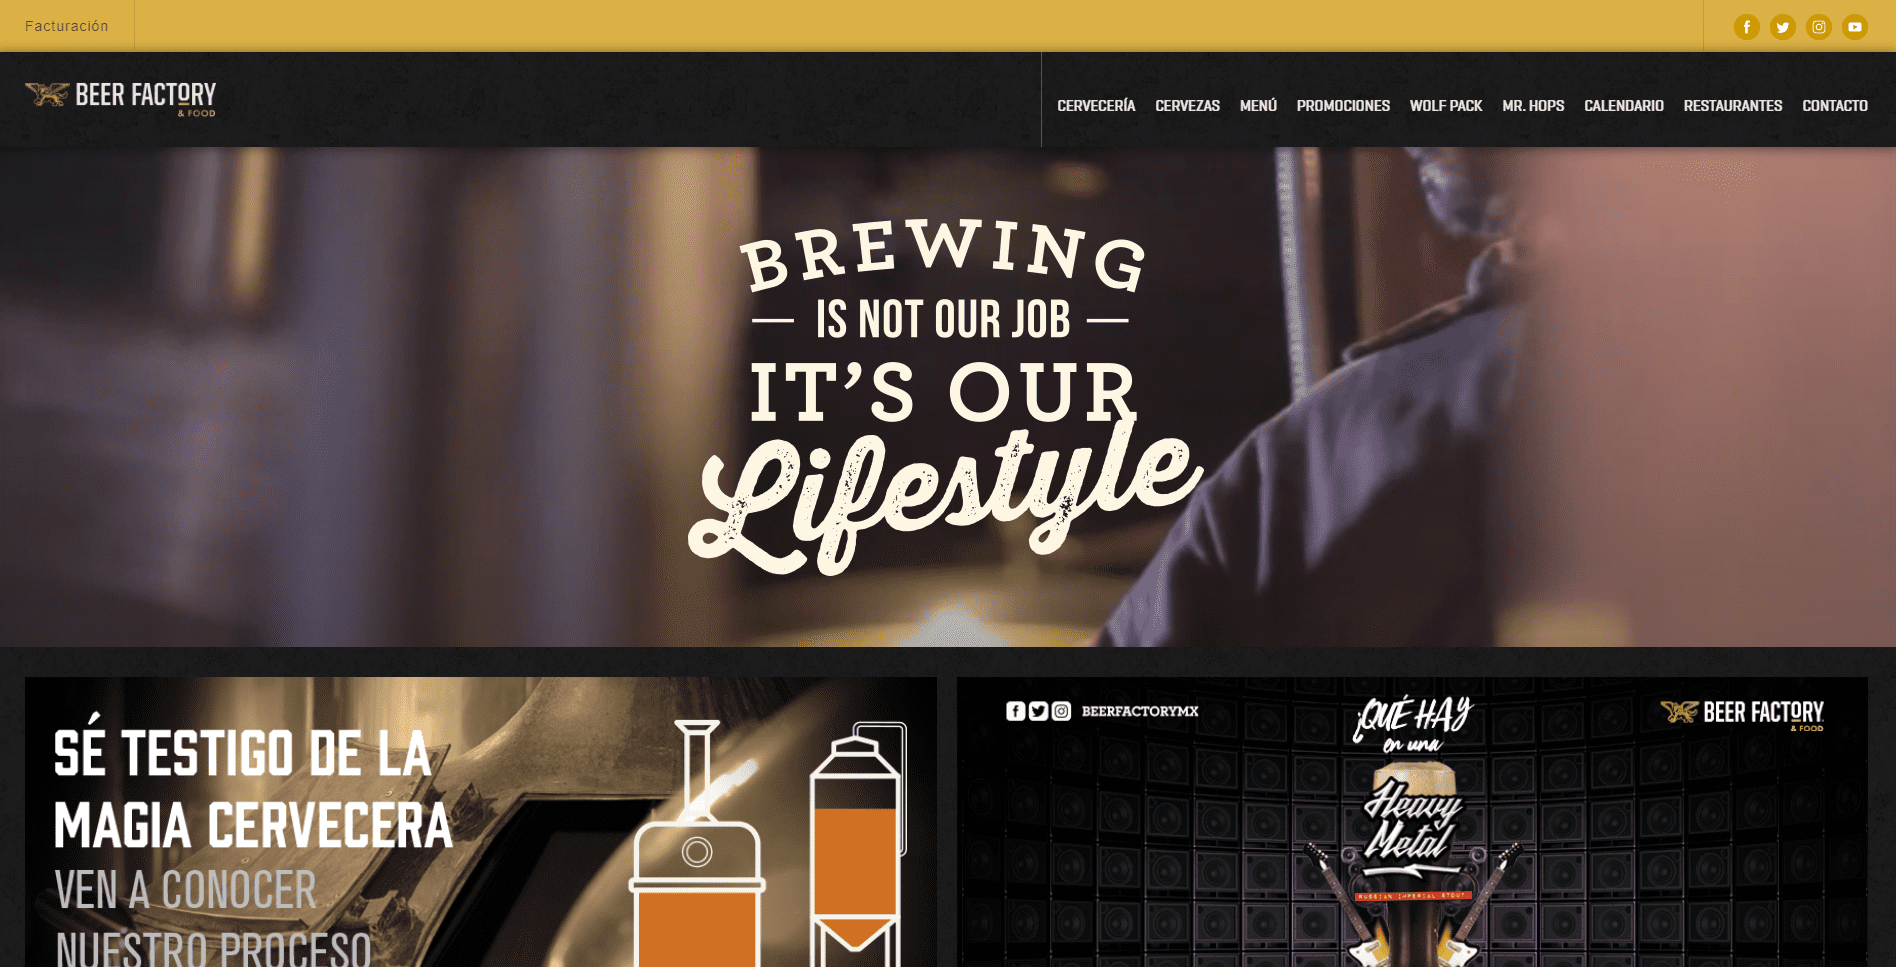 Facturación
BEER FACTORY
& FOOD
CERVECERÍA CERVEZAS MENÚ PROMOCIONES WOLF PACK MR. HOPS CALENDARIO RESTAURANTES CONTACTO
BREWING
IS NOT OUR JOB
IT'S OUR
Lifestyle
SÉ TESTIGO DE LA
MAGIA CERVECERA
VEN A CONOCER
NUESTRO PROCESO
BEERFACTORYMX
¡QUÉ HAY
en una
BEER FACTORY
& FOOD
Heavy
Metal
RUSSIAN IMPERIAL STOUT